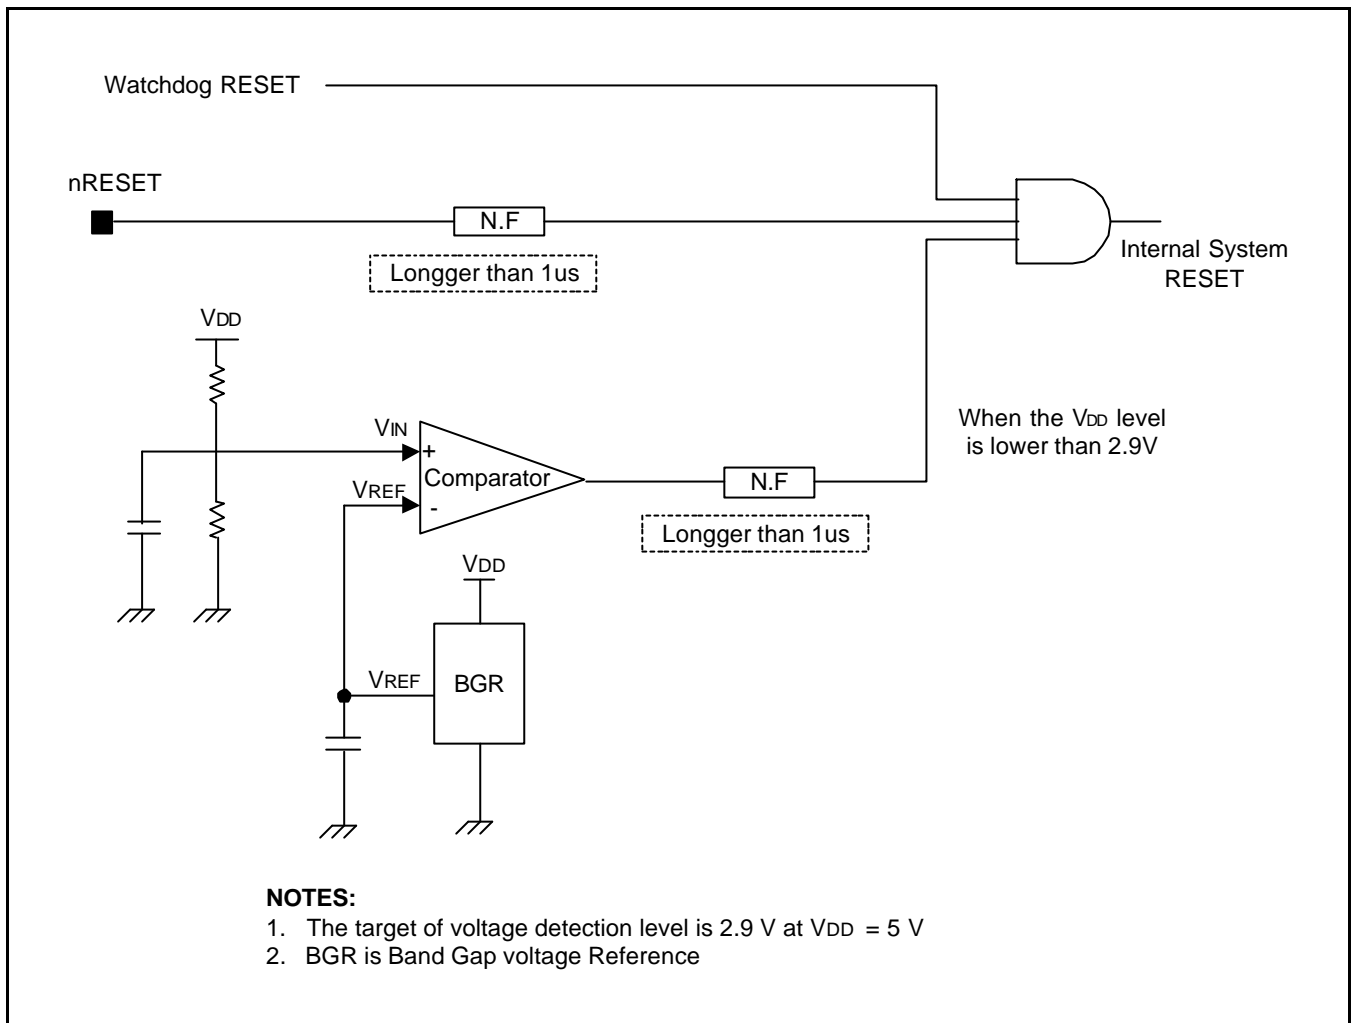 Watchdog RESET
nRESET
N.F
Longger than 1us
Internal System
RESET
VDD
When the VDD level
is lower than 2.9V
VIN
+
Comparator
VREF
-
N.F
Longger than 1us
VDD
VREF
BGR
NOTES:
1. The target of voltage detection level is 2.9 V at VDD = 5 V
2. BGR is Band Gap voltage Reference